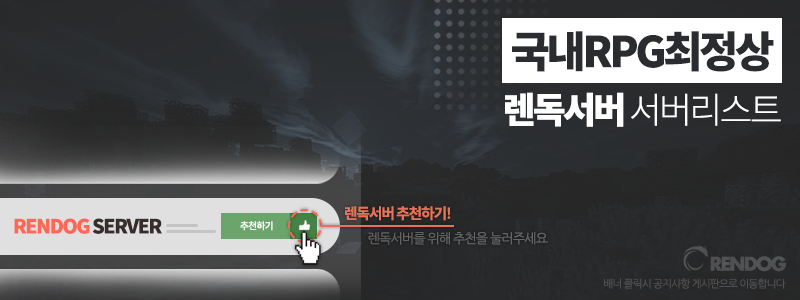 국내RPG최정상
렌독서버 서버리스트
RENDOG SERVER
추천하기
렌독서버 추천하기!
렌독서버를 위해 추천을 눌러주세요
RENDOG
배너 클릭시 공지사항 게시판으로 이동합니다